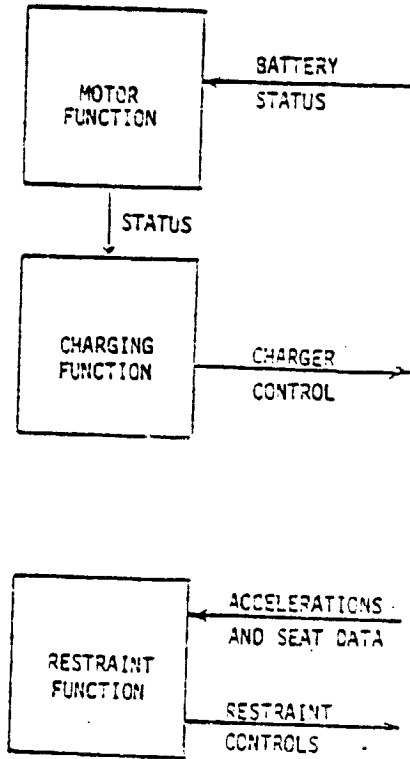 MOTOR
FUNCTION
BATTERY
STATUS
STATUS
CHARGING
FUNCTION
CHARGER
CONTROL
RESTRAINT
FUNCTION
ACCELERATIONS
AND SEAT DATA
RESTRAINT
CONTROLS